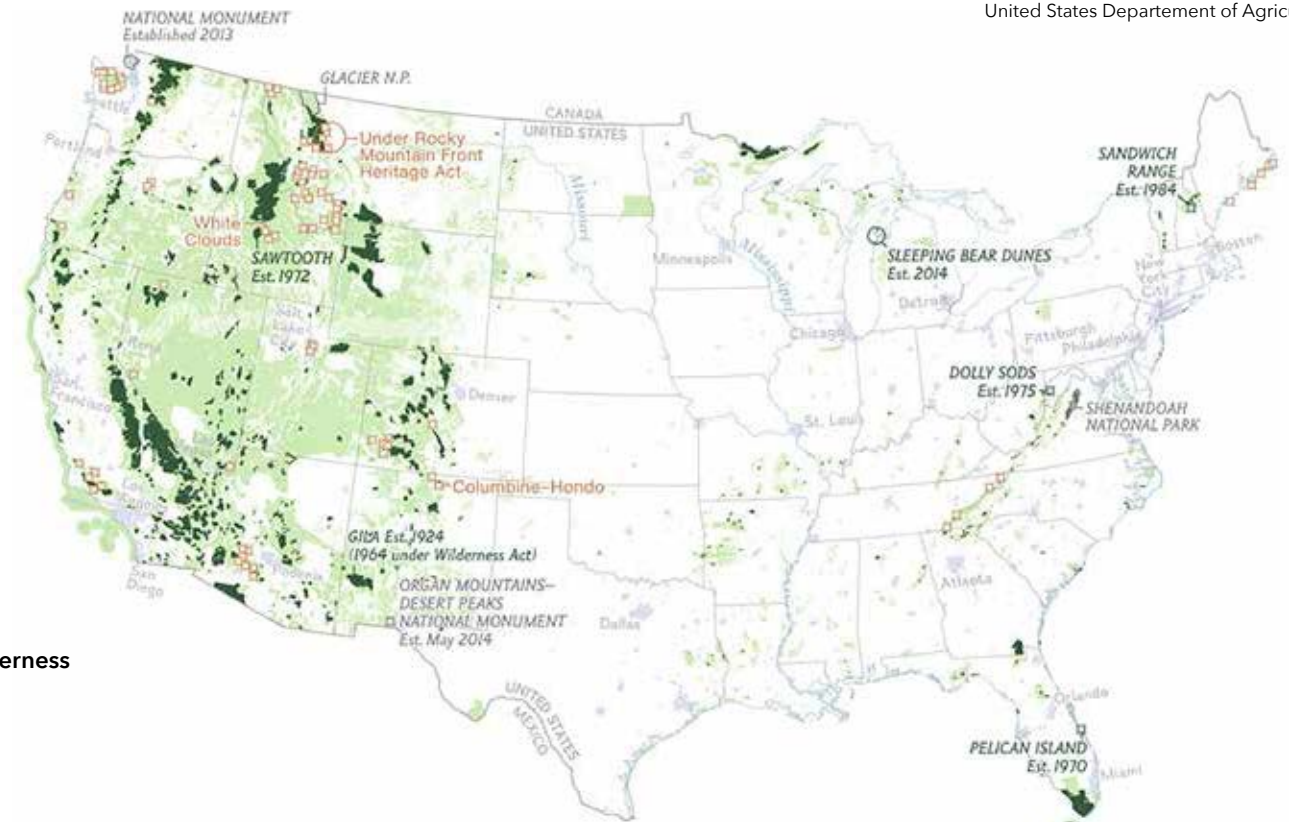 United States Departement of Agric
NATIONAL MONUMENT
Established 2013
GLACIER N.P.
Seattle
Portland
CANADA
UNITED STATES
Under Rocky
Mountain Front
Heritage Act
Missouri
SANDWICH
RANGE
Est. 1984
White
Clouds
SAWTOOTH
Est. 1972
Minneapolis
Mississippi
SLEEPING BEAR DUNES
Est. 2014
Boston
New
York
City
Detroit
Salt
Lake
City
Reno
Chicago
Pittsburgh
Philadelphia
San
Francisco
Denver
DOLLY SODS
Est. 1975
SHENANDOAH
NATIONAL PARK
St. Louis
Columbine-Hondo
GILA Est. 1924
(1964 under Wilderness Act)
Phoenix
San
Diego
ORGAN MOUNTAINS–
DESERT PEAKS
NATIONAL MONUMENT
Est. May 2014
Atlanta
Dallas
erness
UNITED STATES
MEXICO
Orlando
PELICAN ISLAND
Est. 1970
Miami